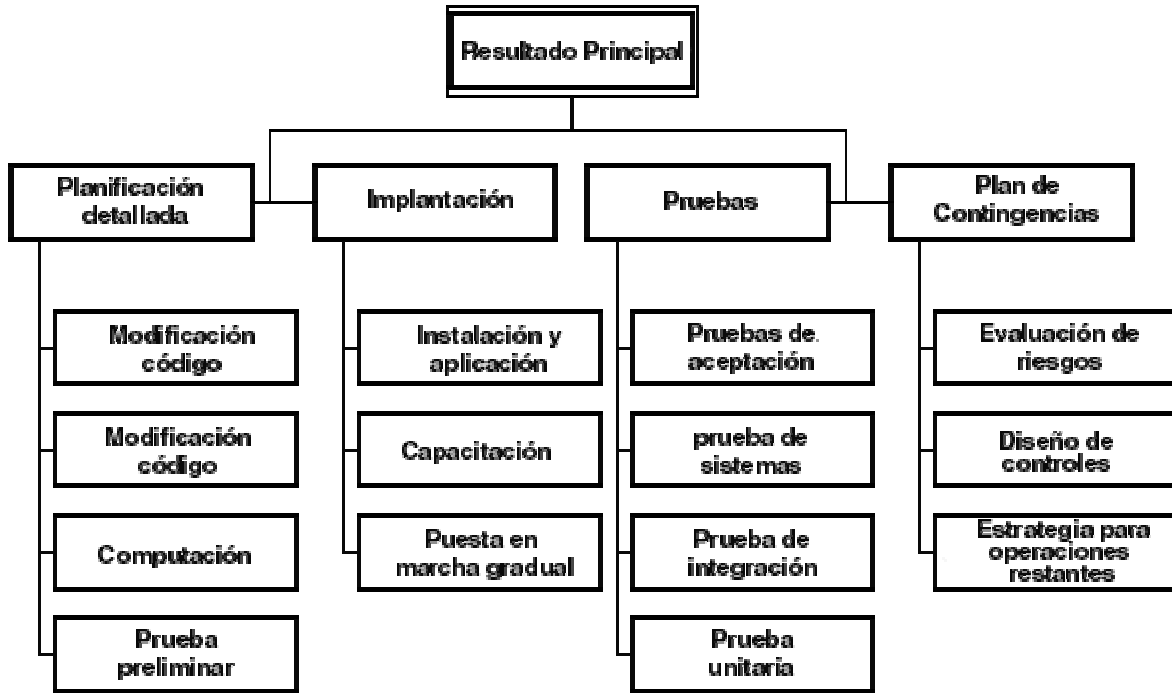 Resultado Principal
Planificación
detallada
Implantación
Pruebas
Plan de
Contingencias
Modificación
código
Modificación
código
Computación
Prueba
preliminar
Instalación y
aplicación
Capacitación
Puesta en
marcha gradual
Pruebas de.
aceptación
prueba de
sistemas
Prueba de
integración
Prueba
unitaria
Evaluación de
riesgos
Diseño de
controles
Estrategia para
operaciones
restantes